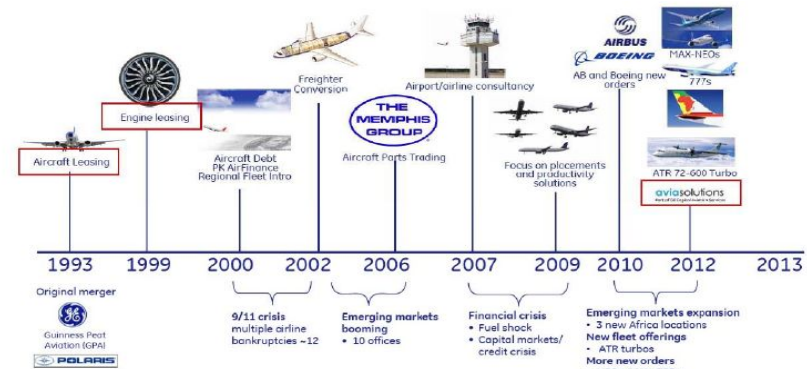 Aircraft Leasing
Engine leasing
Aircraft Debt
PK AirFinance
Regional Fleet Intro
Freighter
Conversion
THE
MEMPHIS
GROUP
Aircraft Parts Trading
Airport/airline consultancy
Focus on placements
and productivity
solutions
AIRBUS
BOEING
AB and Boeing new
orders
MAX-NEOs
777s
ATR 72-600 Turbo
aviasolutions
1993
1999
2000
2002
2006
2007
2009
2010
2012
2013
Original merger
GE
Guinness Peat
Aviation (GPA)
POLARIS
9/11 crisis
multiple airline
bankruptcies ~12
Emerging markets
booming
• 10 offices
Financial crisis
• Fuel shock
• Capital markets/
credit crisis
Emerging markets expansion
• 3 new Africa locations
New fleet offerings
• ATR turbos
More new orders